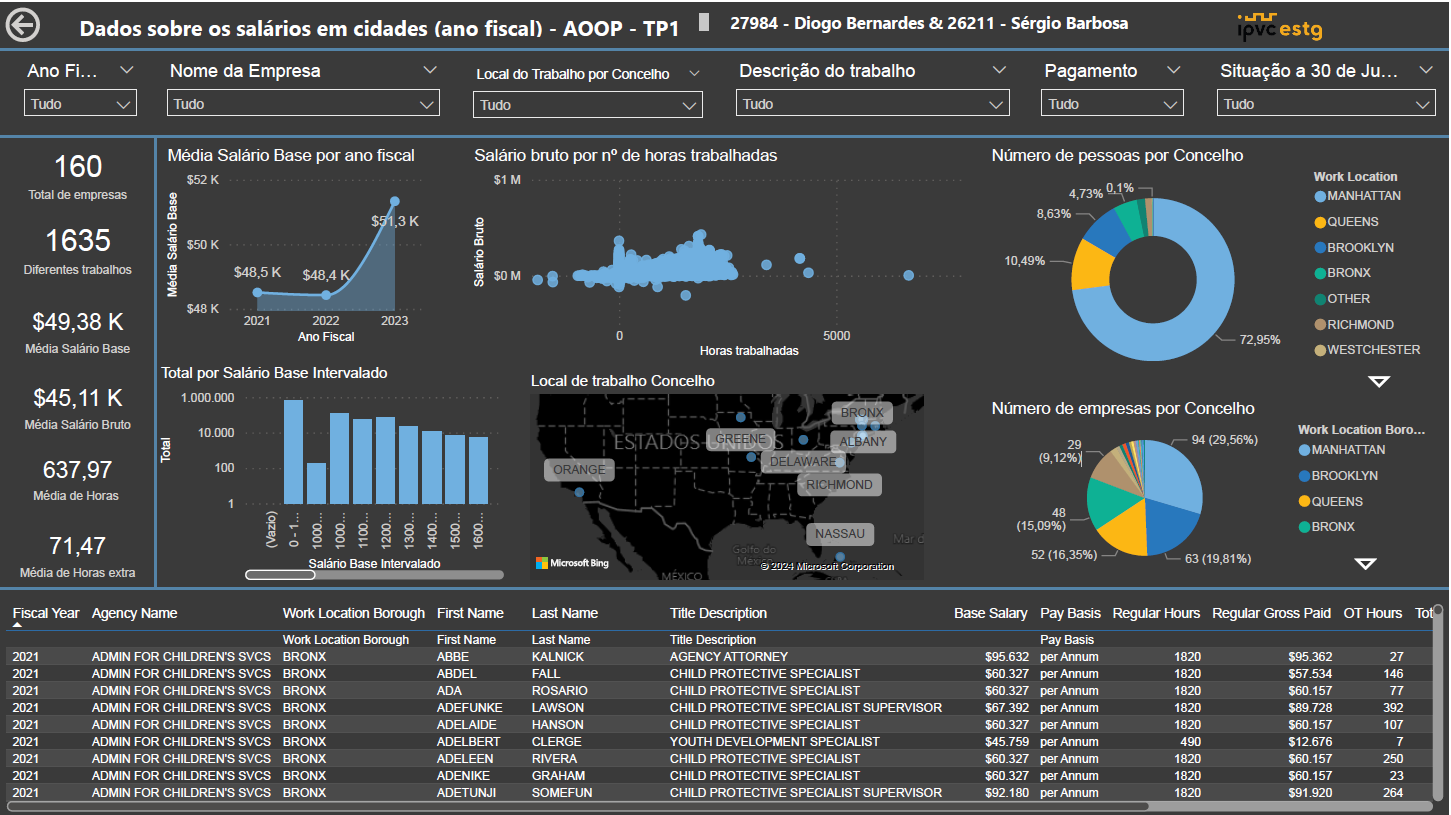 Dados sobre os salários em cidades (ano fiscal) - AOOP - TP1
27984 - Diogo Bernardes & 26211 - Sérgio Barbosa
ipvc estg
Ano Fi…
Nome da Empresa
Local do Trabalho por Concelho
Descrição do trabalho
Pagamento
Situação a 30 de Ju…
Tudo
Tudo
Tudo
Tudo
Tudo
Tudo
160
Total de empresas
1635
Diferentes trabalhos
$49,38 K
Média Salário Base
$45,11 K
Média Salário Bruto
637,97
Média de Horas
71,47
Média de Horas extra
Média Salário Base por ano fiscal
Média Salário Base
$52 K
$50 K
$48 K
$48,5 K
$48,4 K
$51,3 K
2021 2022 2023
Ano Fiscal
Salário bruto por nº de horas trabalhadas
Salário Bruto
$1 M
$0 M
0 5000
Horas trabalhadas
Número de pessoas por Concelho
4,73% 0,1%
8,63%
10,49%
72,95%
Work Location
MANHATTAN
QUEENS
BROOKLYN
BRONX
OTHER
RICHMOND
WESTCHESTER
Total por Salário Base Intervalado
Total
1.000.000
10.000
100
1
(Vazio) 0 - 1… 1000… 1000… 1100… 1200… 1300… 1400… 1500… 1600…
Salário Base Intervalado
Local de trabalho Concelho
ESTADOS UNIDOS
BRONX
GREENE
ALBANY
DELAWARE
ORANGE
RICHMOND
NASSAU
Mar d
Golfo do
México
MÉXICO
Microsoft Bing
© 2024 Microsoft Corporation
Número de empresas por Concelho
94 (29,56%)
29
(9,12%)
48
(15,09%)
52 (16,35%)
63 (19,81%)
Work Location Boro…
MANHATTAN
BROOKLYN
QUEENS
BRONX
Fiscal Year Agency Name Work Location Borough First Name Last Name Title Description Base Salary Pay Basis Regular Hours Regular Gross Paid OT Hours Tot
Work Location Borough First Name Last Name Title Description Pay Basis
2021 ADMIN FOR CHILDREN'S SVCS BRONX ABBE KALNICK AGENCY ATTORNEY $95.632 per Annum 1820 $95.362 27
2021 ADMIN FOR CHILDREN'S SVCS BRONX ABDEL FALL CHILD PROTECTIVE SPECIALIST $60.327 per Annum 1820 $57.534 146
2021 ADMIN FOR CHILDREN'S SVCS BRONX ADA ROSARIO CHILD PROTECTIVE SPECIALIST $60.327 per Annum 1820 $60.157 77
2021 ADMIN FOR CHILDREN'S SVCS BRONX ADEFUNKE LAWSON CHILD PROTECTIVE SPECIALIST SUPERVISOR $67.392 per Annum 1820 $89.728 392
2021 ADMIN FOR CHILDREN'S SVCS BRONX ADELAIDE HANSON CHILD PROTECTIVE SPECIALIST $60.327 per Annum 1820 $60.157 107
2021 ADMIN FOR CHILDREN'S SVCS BRONX ADELBERT CLERGE YOUTH DEVELOPMENT SPECIALIST $45.759 per Annum 490 $12.676 7
2021 ADMIN FOR CHILDREN'S SVCS BRONX ADELEEN RIVERA CHILD PROTECTIVE SPECIALIST $60.327 per Annum 1820 $60.157 250
2021 ADMIN FOR CHILDREN'S SVCS BRONX ADENIKE GRAHAM CHILD PROTECTIVE SPECIALIST $60.327 per Annum 1820 $60.157 23
2021 ADMIN FOR CHILDREN'S SVCS BRONX ADETUNJI SOMEFUN CHILD PROTECTIVE SPECIALIST SUPERVISOR $92.180 per Annum 1820 $91.920 264